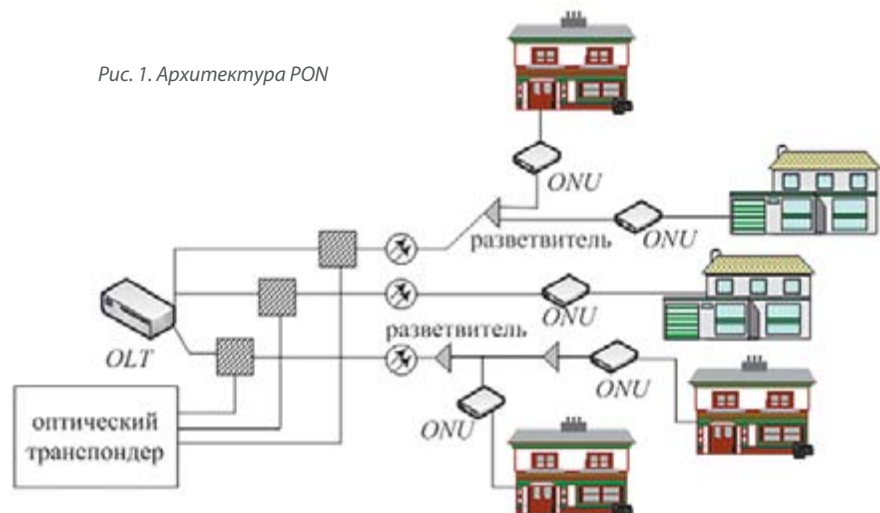 Рис. 1. Архитектура PON
ONU
разветвитель
ONU
разветвитель
ONU
OLT
ONU
ONU
оптический
транспондер